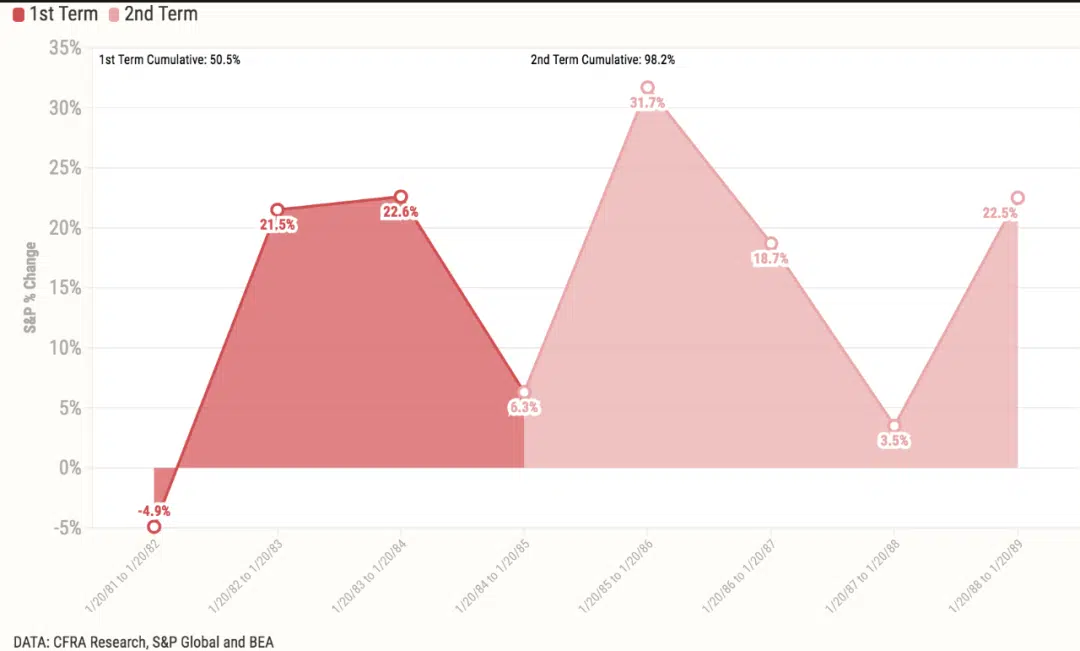 1st Term 2nd Term
35%
1st Term Cumulative: 50.5% 2nd Term Cumulative: 98.2%
31.7%
30%
25%
22.6%
21.5%
22.5%
20%
18.7%
15%
10%
6.3%
5%
3.5%
0%
-4.9%
-5%
S&P % Change
1/20/81 to 1/20/82
1/20/82 to 1/20/83
1/20/83 to 1/20/84
1/20/84 to 1/20/85
1/20/85 to 1/20/86
1/20/86 to 1/20/87
1/20/87 to 1/20/88
1/20/88 to 1/20/89
DATA: CFRA Research, S&P Global and BEA